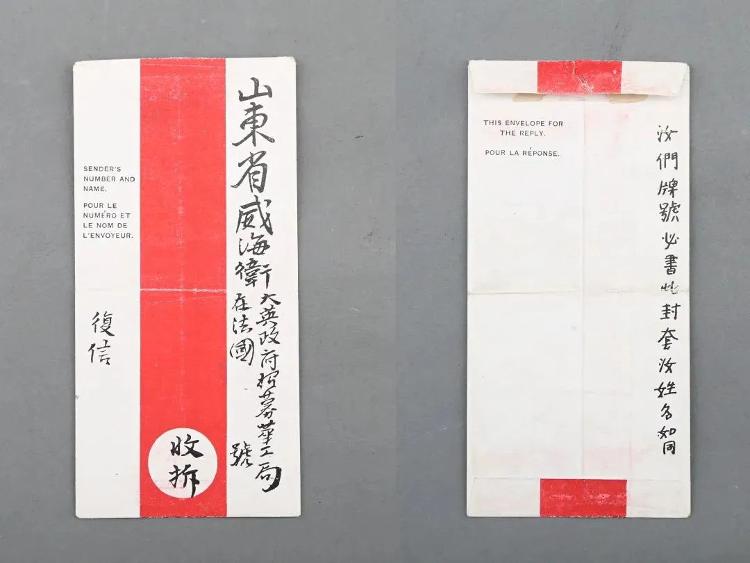 山東省威海衛大英政府招募華工局
在法國 號
收拆
SENDER'S
NUMBER AND
NAME.
POUR LE
NUMÉRO ET
LE NOM DE
L'ENVOYEUR.
復信
THIS ENVELOPE FOR
THE REPLY.
POUR LA RÉPONSE.
汝們牌號必書此封套汝姓名如同